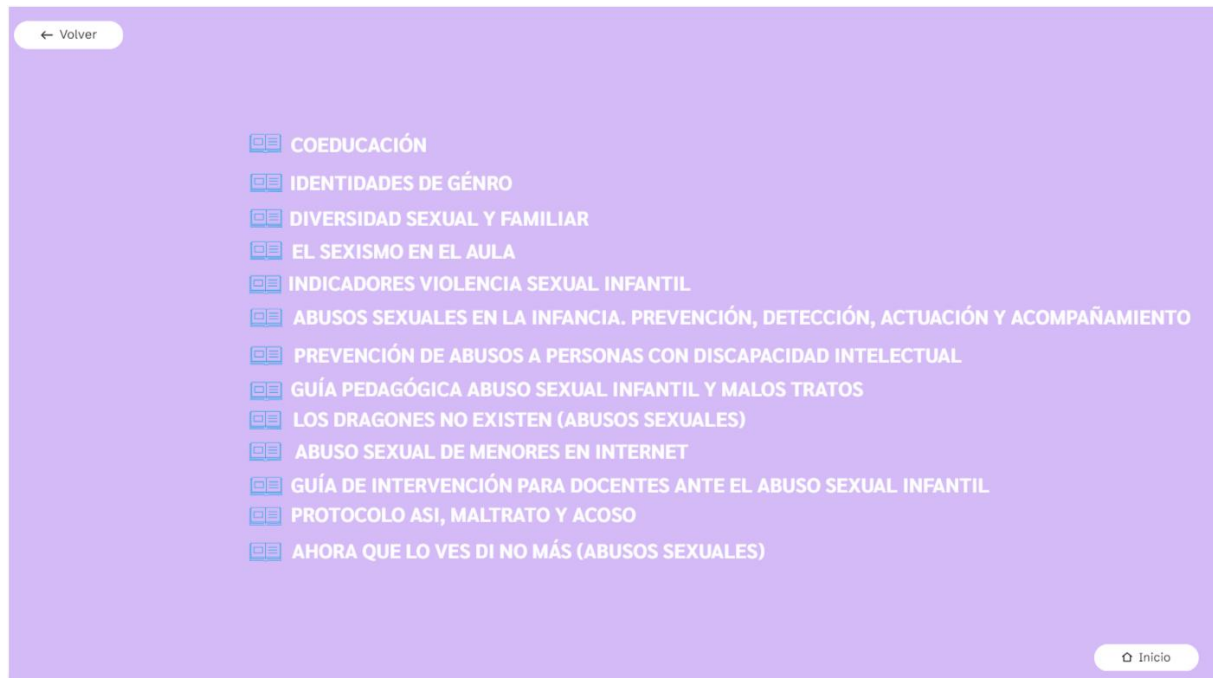 ← Volver
COEDUCACIÓN
IDENTIDADES DE GÉNRO
DIVERSIDAD SEXUAL Y FAMILIAR
EL SEXISMO EN EL AULA
INDICADORES VIOLENCIA SEXUAL INFANTIL
ABUSOS SEXUALES EN LA INFANCIA. PREVENCIÓN, DETECCIÓN, ACTUACIÓN Y ACOMPAÑAMIENTO
PREVENCIÓN DE ABUSOS A PERSONAS CON DISCAPACIDAD INTELECTUAL
GUÍA PEDAGÓGICA ABUSO SEXUAL INFANTIL Y MALOS TRATOS
LOS DRAGONES NO EXISTEN (ABUSOS SEXUALES)
ABUSO SEXUAL DE MENORES EN INTERNET
GUÍA DE INTERVENCIÓN PARA DOCENTES ANTE EL ABUSO SEXUAL INFANTIL
PROTOCOLO ASI, MALTRATO Y ACOSO
AHORA QUE LO VES DI NO MÁS (ABUSOS SEXUALES)
Inicio